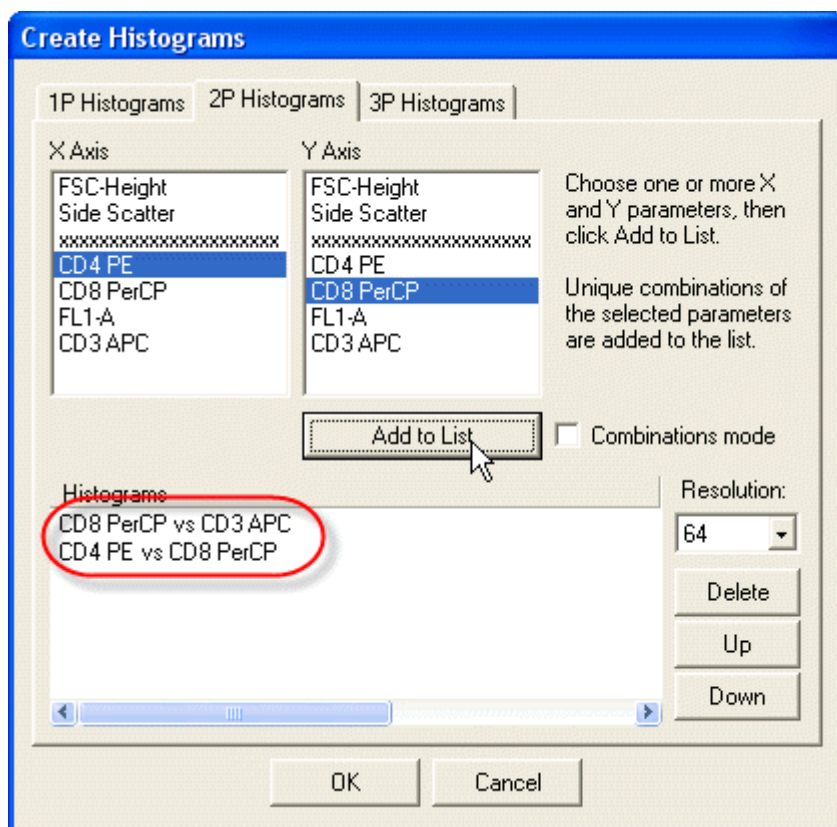 Create Histograms
1P Histograms 2P Histograms 3P Histograms
X Axis
FSC-Height
Side Scatter
xxxxxxxxxxxxxxxxxxxxxx
CD4 PE
CD8 PerCP
FL1-A
CD3 APC
Y Axis
FSC-Height
Side Scatter
xxxxxxxxxxxxxxxxxxxxxx
CD4 PE
CD8 PerCP
FL1-A
CD3 APC
Choose one or more X
and Y parameters, then
click Add to List.
Unique combinations of
the selected parameters
are added to the list.
Add to List
Combinations mode
Histograms
CD8 PerCP vs CD3 APC
CD4 PE vs CD8 PerCP
Resolution:
64
Delete
Up
Down
OK Cancel